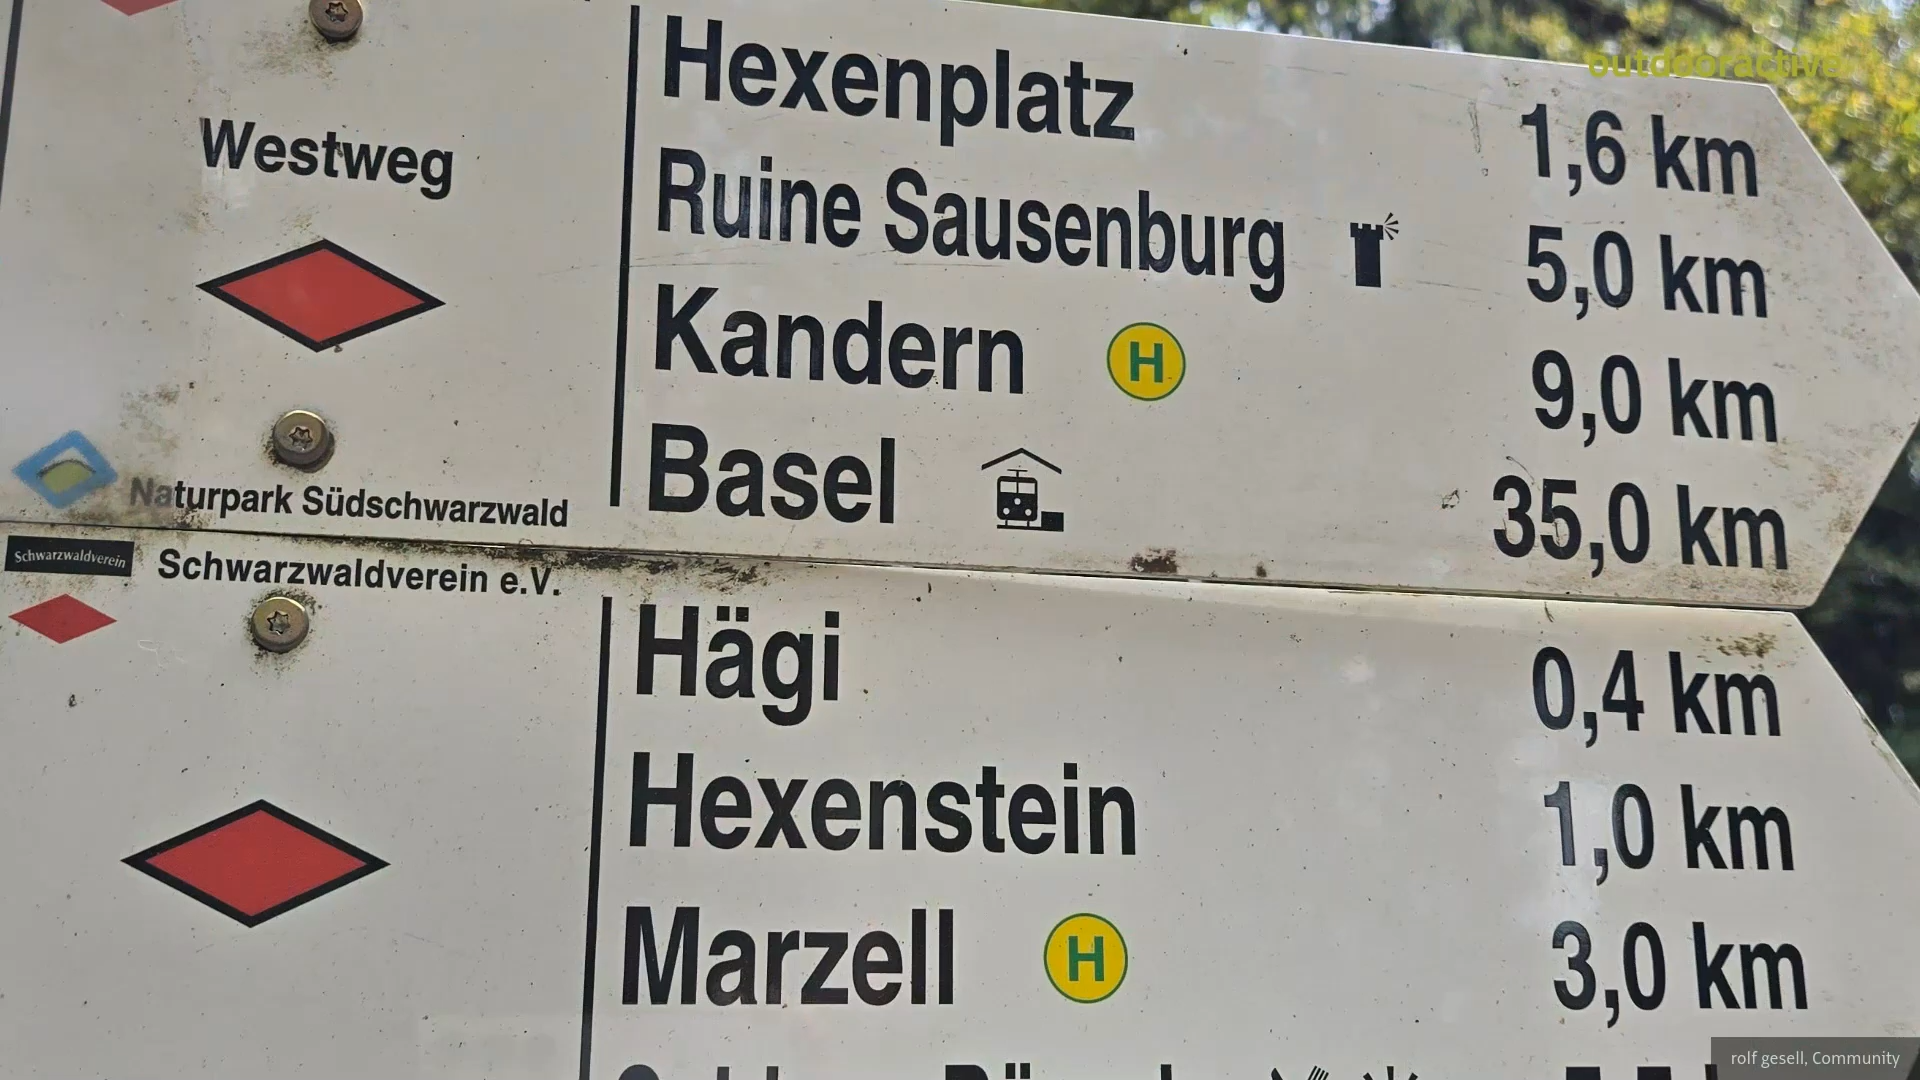 outdooractive
Westweg
Hexenplatz 1,6 km
Ruine Sausenburg 5,0 km
Kandern H 9,0 km
Basel 35,0 km
Naturpark Südschwarzwald
Schwarzwaldverein Schwarzwaldverein e.V.
Hägi 0,4 km
Hexenstein 1,0 km
Marzell H 3,0 km
rolf gesell, Community